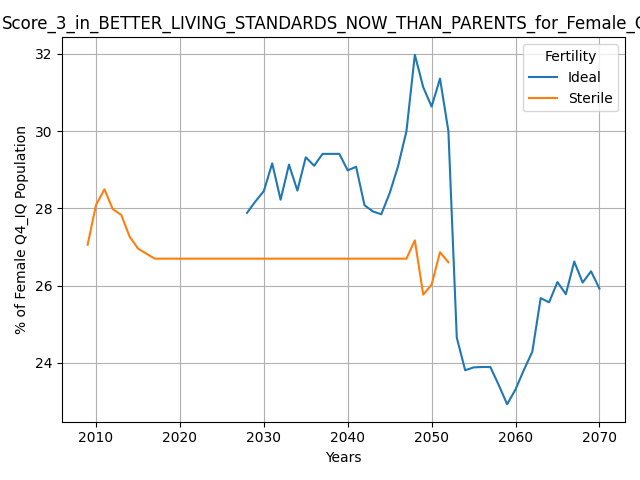 Score_3_in_BETTER_LIVING_STANDARDS_NOW_THAN_PARENTS_for_Female_
Fertility
Ideal
Sterile
% of Female Q4_IQ Population
32
30
28
26
24
2010 2020 2030 2040 2050 2060 2070
Years